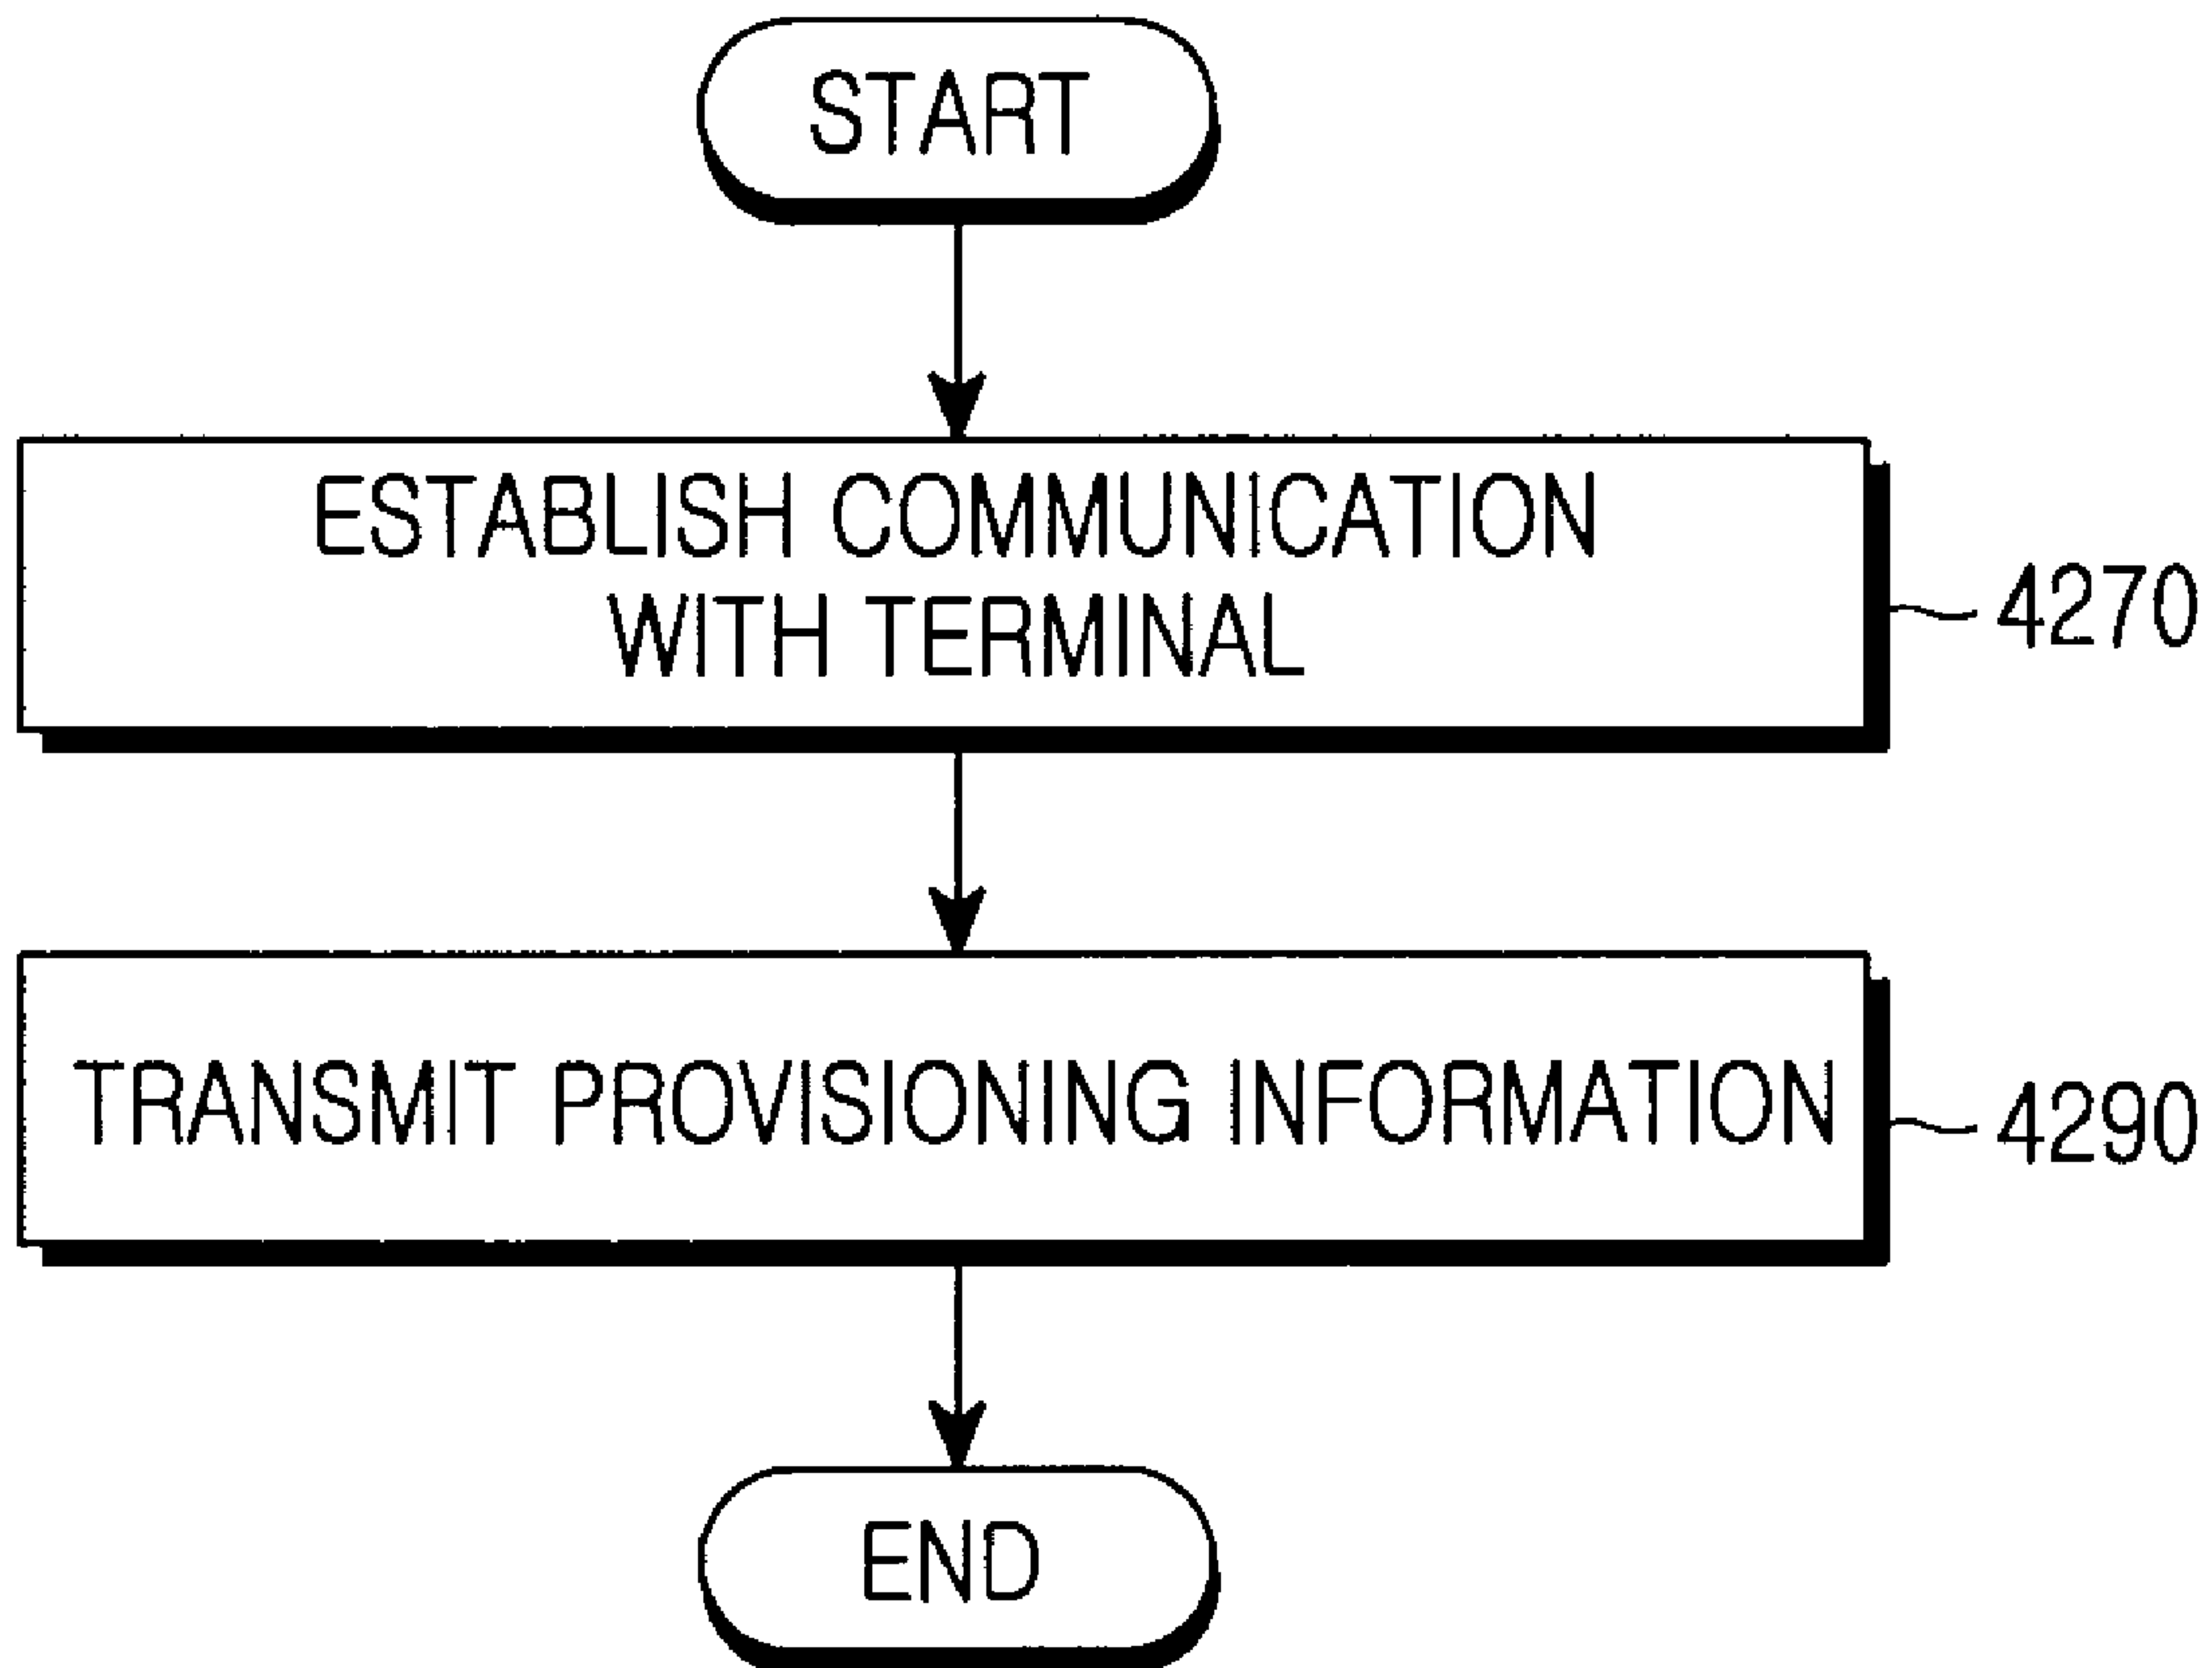 START
ESTABLISH COMMUNICATION
WITH TERMINAL
4270
TRANSMIT PROVISIONING INFORMATION
4290
END